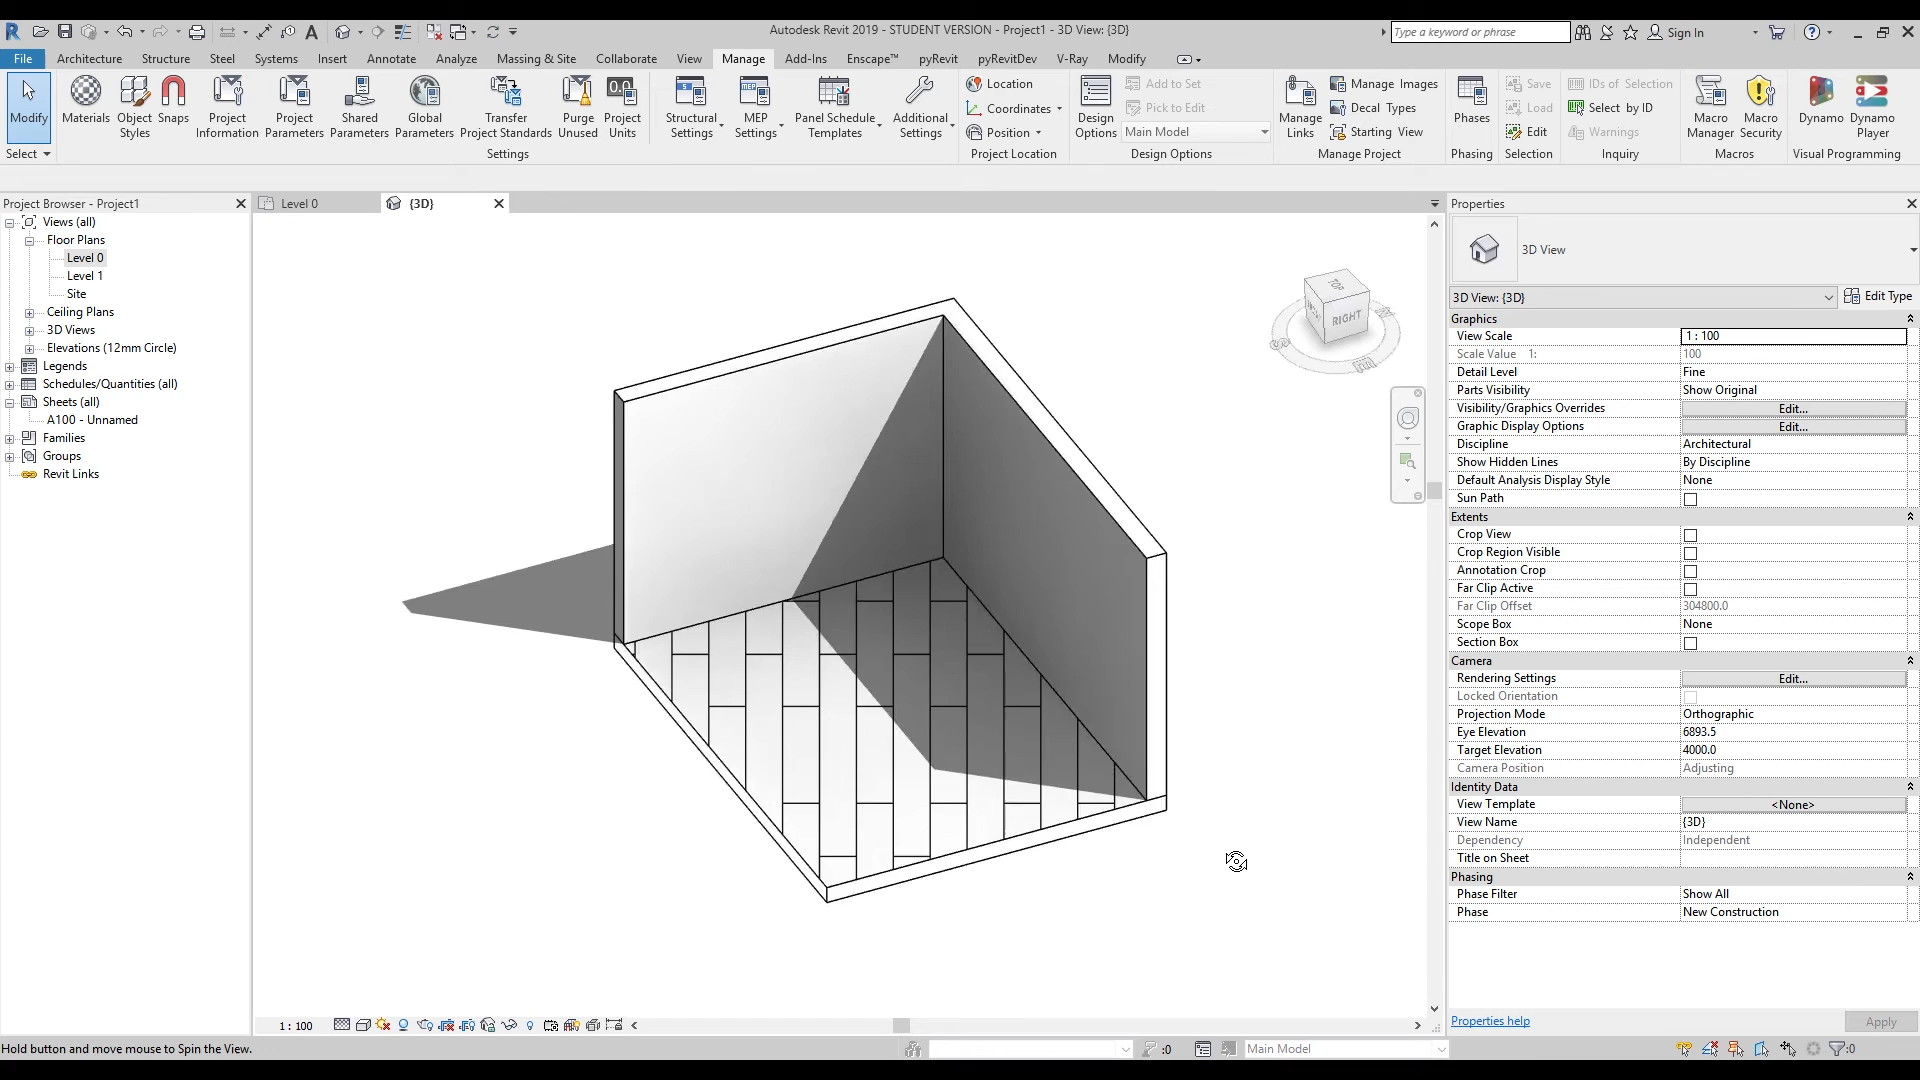 Autodesk Revit 2019 - STUDENT VERSION - Project1 - 3D View: {3D}
Type a keyword or phrase
Sign In
File Architecture Structure Steel Systems Insert Annotate Analyze Massing & Site Collaborate View Manage Add-Ins Enscape™ pyRevit pyRevitDev V-Ray Modify
Modify
Materials
Object Styles
Snaps
Project Information
Project Parameters
Shared Parameters
Global Parameters
Transfer Project Standards
Purge Unused
Project Units
Structural Settings
MEP Settings
Panel Schedule Templates
Additional Settings
Location
Coordinates
Position
Design Options
Add to Set
Pick to Edit
Main Model
Manage Links
Manage Images
Decal Types
Starting View
Phases
Save
Load
Edit
IDs of Selection
Select by ID
Warnings
Macro Manager
Macro Security
Dynamo
Dynamo Player
Select
Settings
Project Location
Design Options
Manage Project
Phasing
Selection
Inquiry
Macros
Visual Programming
Project Browser - Project1
Views (all)
Floor Plans
Level 0
Level 1
Site
Ceiling Plans
3D Views
Elevations (12mm Circle)
Legends
Schedules/Quantities (all)
Sheets (all)
A100 - Unnamed
Families
Groups
Revit Links
Level 0
{3D}
TOP
RIGHT
Properties
3D View
3D View: {3D}
Edit Type
Graphics
View Scale 1 : 100
Scale Value 1: 100
Detail Level Fine
Parts Visibility Show Original
Visibility/Graphics Overrides Edit...
Graphic Display Options Edit...
Discipline Architectural
Show Hidden Lines By Discipline
Default Analysis Display Style None
Sun Path
Extents
Crop View
Crop Region Visible
Annotation Crop
Far Clip Active
Far Clip Offset 304800.0
Scope Box None
Section Box
Camera
Rendering Settings Edit...
Locked Orientation
Projection Mode Orthographic
Eye Elevation 6893.5
Target Elevation 4000.0
Camera Position Adjusting
Identity Data
View Template <None>
View Name {3D}
Dependency Independent
Title on Sheet
Phasing
Phase Filter Show All
Phase New Construction
Properties help
Apply
1 : 100
Hold button and move mouse to Spin the View.
:0
Main Model
:0